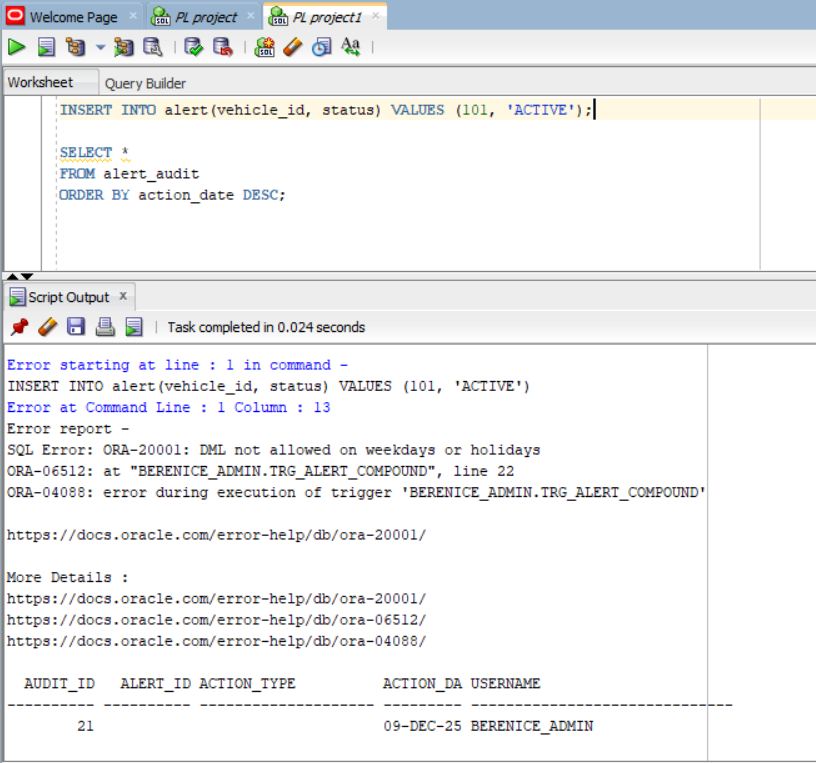 Welcome Page × PL project × PL project1 ×
Worksheet Query Builder
INSERT INTO alert(vehicle_id, status) VALUES (101, 'ACTIVE');
SELECT *
FROM alert_audit
ORDER BY action_date DESC;
Script Output ×
Task completed in 0.024 seconds
Error starting at line : 1 in command -
INSERT INTO alert(vehicle_id, status) VALUES (101, 'ACTIVE')
Error at Command Line : 1 Column : 13
Error report -
SQL Error: ORA-20001: DML not allowed on weekdays or holidays
ORA-06512: at "BERENICE_ADMIN.TRG_ALERT_COMPOUND", line 22
ORA-04088: error during execution of trigger 'BERENICE_ADMIN.TRG_ALERT_COMPOUND'
https://docs.oracle.com/error-help/db/ora-20001/
More Details :
https://docs.oracle.com/error-help/db/ora-20001/
https://docs.oracle.com/error-help/db/ora-06512/
https://docs.oracle.com/error-help/db/ora-04088/
AUDIT_ID ALERT_ID ACTION_TYPE ACTION_DA USERNAME
---------- ---------- -------------------- --------- ------------------------------
21 09-DEC-25 BERENICE_ADMIN